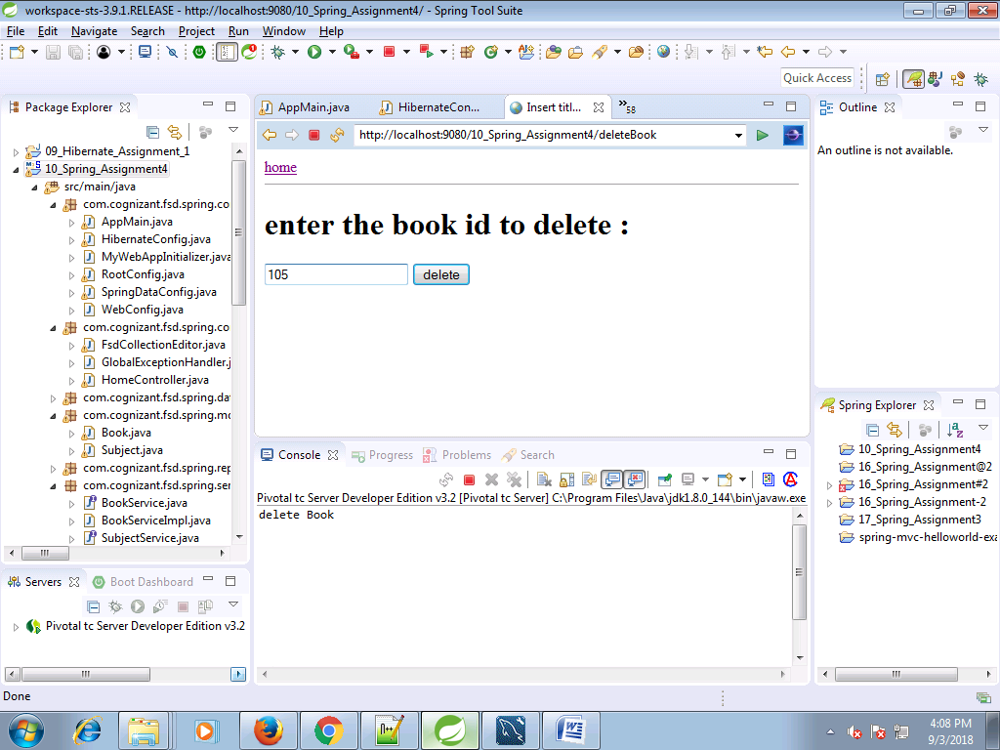 workspace-sts-3.9.1.RELEASE - http://localhost:9080/10_Spring_Assignment4/ - Spring Tool Suite
File Edit Navigate Search Project Run Window Help
Quick Access
Package Explorer
09_Hibernate_Assignment_1
10_Spring_Assignment4
src/main/java
com.cognizant.fsd.spring.co
AppMain.java
HibernateConfig.java
MyWebAppInitializer.java
RootConfig.java
SpringDataConfig.java
WebConfig.java
com.cognizant.fsd.spring.co
FsdCollectionEditor.java
GlobalExceptionHandler.j
HomeController.java
com.cognizant.fsd.spring.da
com.cognizant.fsd.spring.mo
Book.java
Subject.java
com.cognizant.fsd.spring.rep
com.cognizant.fsd.spring.ser
BookService.java
BookServiceImpl.java
SubjectService.java
Servers Boot Dashboard
Pivotal tc Server Developer Edition v3.2
AppMain.java HibernateCon... Insert titl... »58
http://localhost:9080/10_Spring_Assignment4/deleteBook
home
enter the book id to delete :
105 delete
Console Progress Problems Search
Pivotal tc Server Developer Edition v3.2 [Pivotal tc Server] C:\Program Files\Java\jdk1.8.0_144\bin\javaw.exe
delete Book
Outline
An outline is not available.
Spring Explorer
10_Spring_Assignment4
16_Spring_Assignment@2
16_Spring_Assignment#2
16_Spring_Assignment-2
17_Spring_Assignment3
spring-mvc-helloworld-exa
Done
4:08 PM
9/3/2018